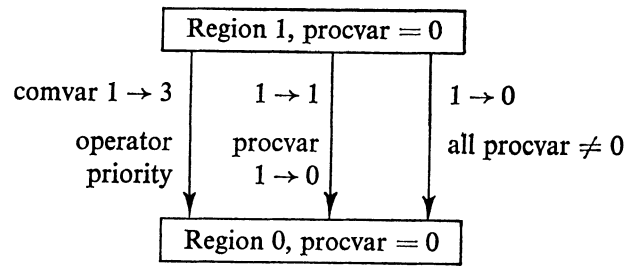 Region 1, procvar = 0
comvar 1 → 3
1 → 1
1 → 0
operator
procvar
all procvar ≠ 0
priority
1 → 0
Region 0, procvar = 0